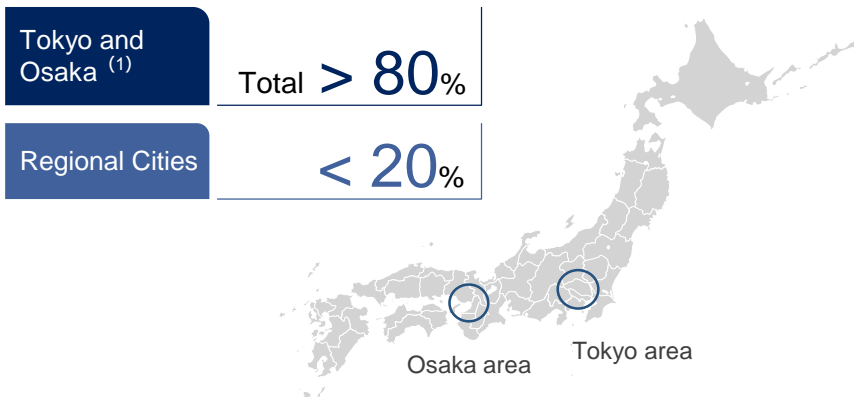 Tokyo and
Osaka (1)
Total > 80%
Regional Cities
< 20%
Osaka area
Tokyo area